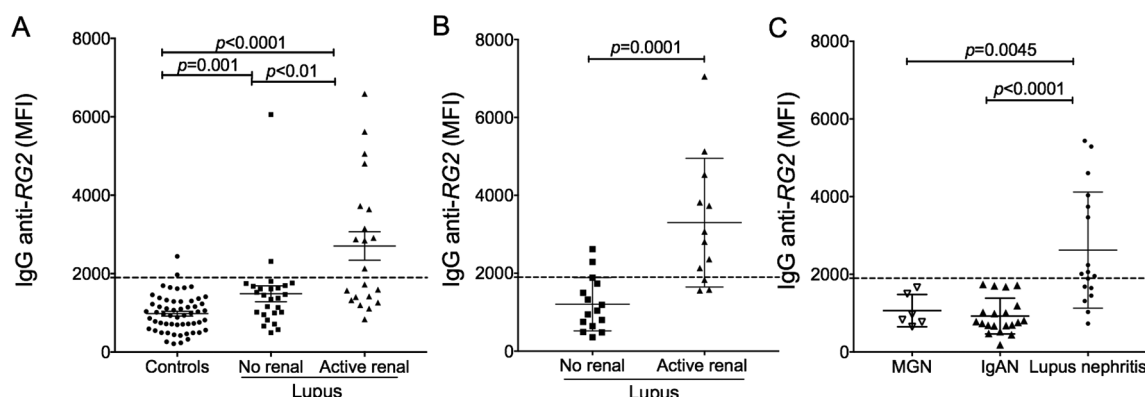 A
IgG anti-RG2 (MFI)
8000
6000
4000
2000
0
p<0.0001
p=0.001
p<0.01
Controls
No renal
Active renal
Lupus
B
IgG anti-RG2 (MFI)
8000
6000
4000
2000
0
p=0.0001
No renal
Active renal
Lupus
C
IgG anti-RG2 (MFI)
8000
6000
4000
2000
0
p=0.0045
p<0.0001
MGN
IgAN
Lupus nephritis